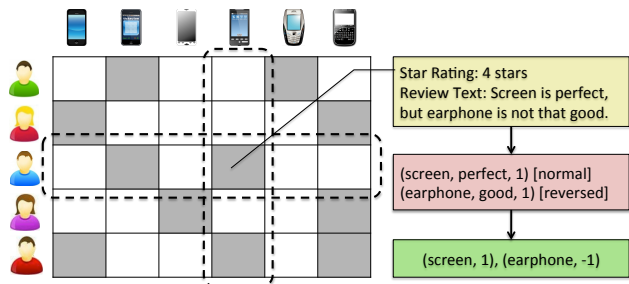 Star Rating: 4 stars
Review Text: Screen is perfect,
but earphone is not that good.
(screen, perfect, 1) [normal]
(earphone, good, 1) [reversed]
(screen, 1), (earphone, -1)